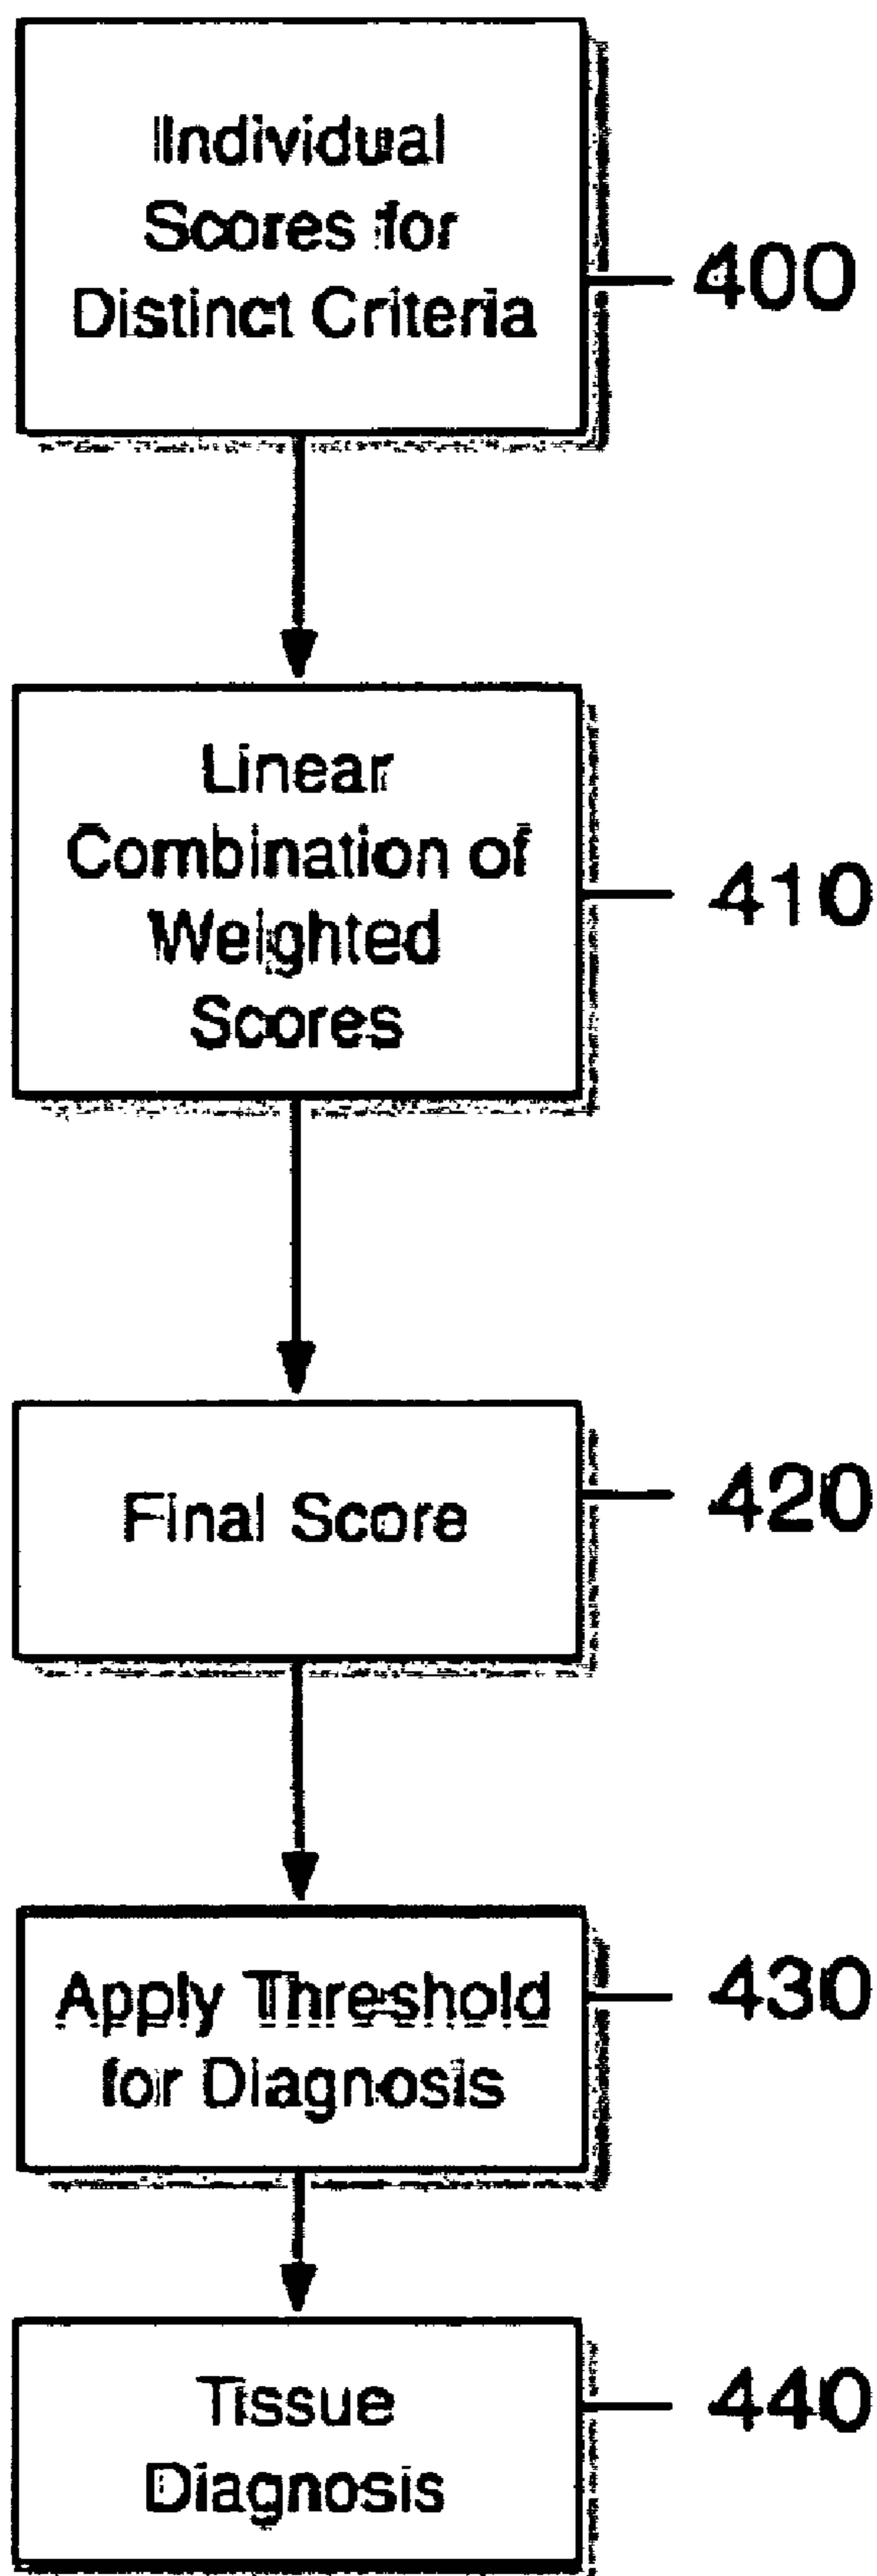 Individual
Scores for
Distinct Criteria
400
Linear
Combination of
Weighted
Scores
410
Final Score
420
Apply Threshold
for Diagnosis
430
Tissue
Diagnosis
440